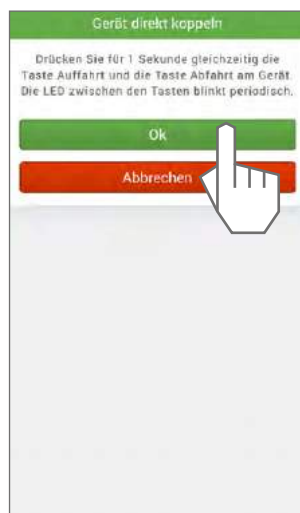 Gerät direkt koppeln
Drücken Sie für 1 Sekunde gleichzeitig die
Taste Auffahrt und die Taste Abfahrt am Gerät.
Die LED zwischen den Tasten blinkt periodisch.
Ok
Abbrechen